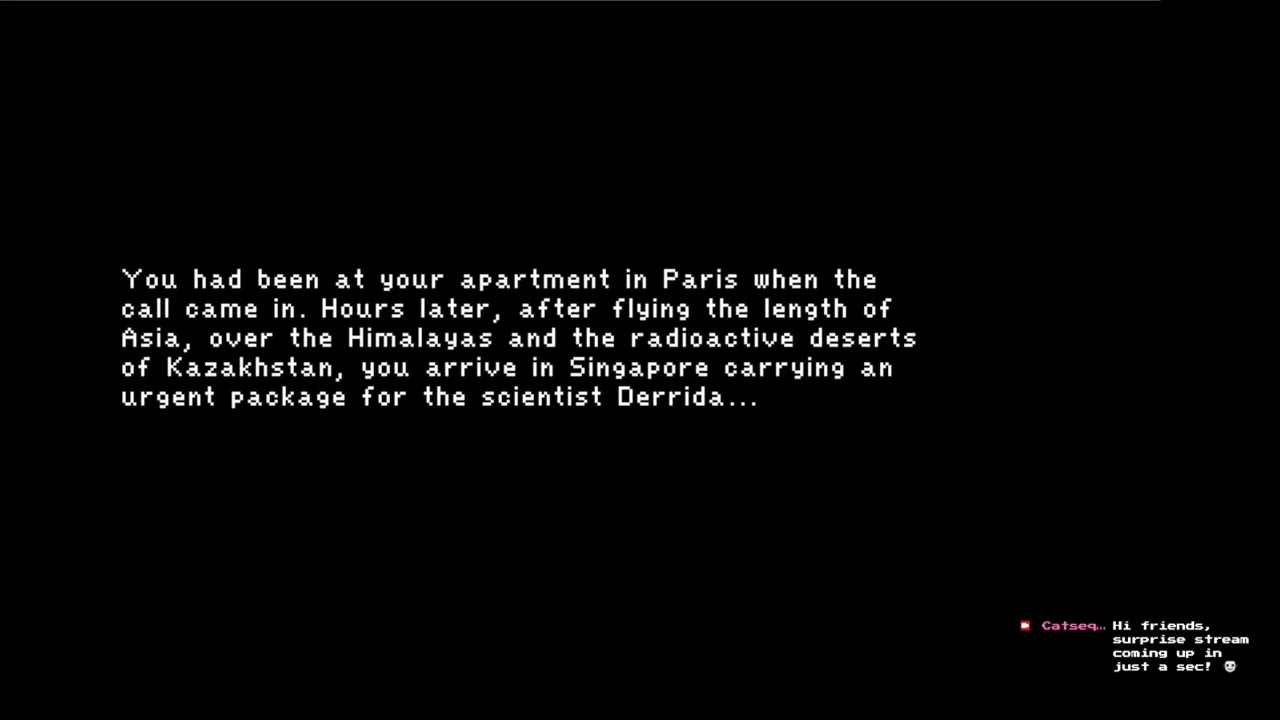 You had been at your apartment in Paris when the
call came in. Hours later, after flying the length of
Asia, over the Himalayas and the radioactive deserts
of Kazakhstan, you arrive in Singapore carrying an
urgent package for the scientist Derrida...
Catseq… Hi friends,
surprise stream
coming up in
just a sec! 💀